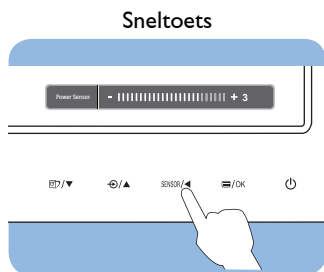 Sneltoets
Power Sensor - + 3
/▼ /▲ SENSOR/◀ /OK